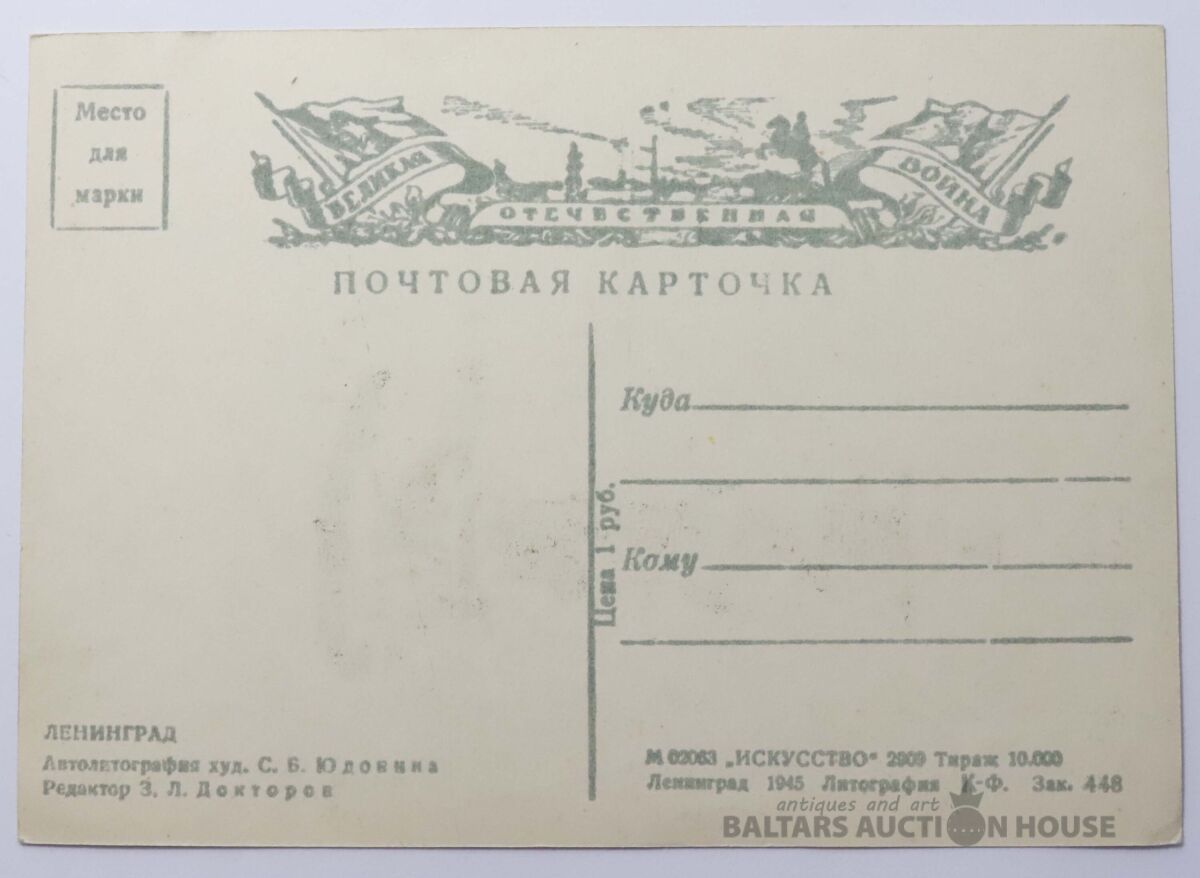 Место
для
марки
ВЕЛИКАЯ
ОТЕЧЕСТВЕННАЯ
ВОЙНА
ПОЧТОВАЯ КАРТОЧКА
Куда
Цена 1 руб.
Кому
ЛЕНИНГРАД
Автолитография худ. С. Б. Юдовина
Редактор З. Л. Докторов
М 02063 „ИСКУССТВО“ 2909 Тираж 10.000
Ленинград 1945 Литография К-Ф. Зак. 448
antiques and art
BALTARS AUCTION HOUSE